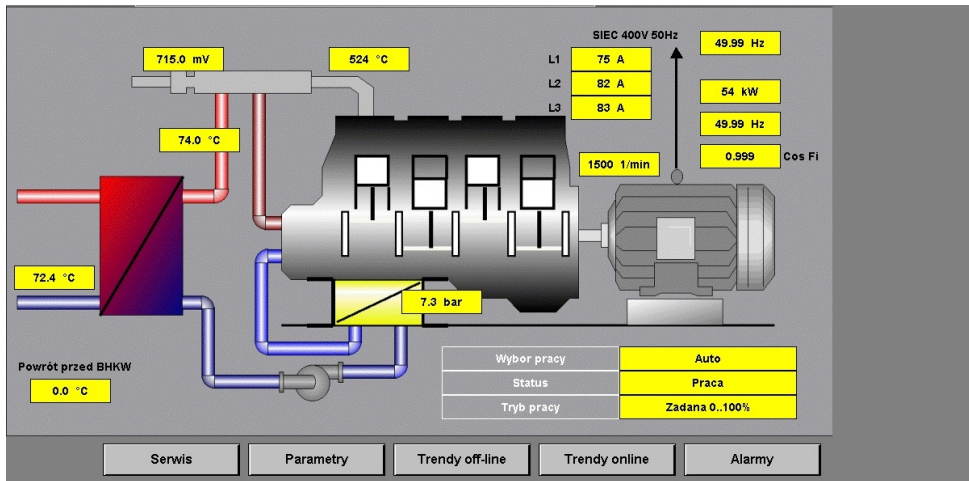 SIEC 400V 50Hz
49.99 Hz
715.0 mV
524 °C
L1 75 A
L2 82 A
L3 83 A
54 kW
49.99 Hz
74.0 °C
0.999 Cos Fi
1500 1/min
72.4 °C
7.3 bar
Powrót przed BHKW
0.0 °C
Wybor pracy Auto
Status Praca
Tryb pracy Zadana 0..100%
Serwis Parametry Trendy off-line Trendy online Alarmy